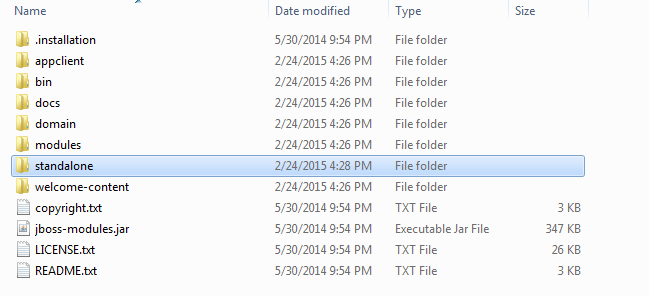 Name Date modified Type Size
.installation 5/30/2014 9:54 PM File folder
appclient 2/24/2015 4:26 PM File folder
bin 2/24/2015 4:26 PM File folder
docs 2/24/2015 4:26 PM File folder
domain 2/24/2015 4:26 PM File folder
modules 2/24/2015 4:26 PM File folder
standalone 2/24/2015 4:28 PM File folder
welcome-content 2/24/2015 4:26 PM File folder
copyright.txt 5/30/2014 9:54 PM TXT File 3 KB
jboss-modules.jar 5/30/2014 9:54 PM Executable Jar File 347 KB
LICENSE.txt 5/30/2014 9:54 PM TXT File 26 KB
README.txt 5/30/2014 9:54 PM TXT File 3 KB